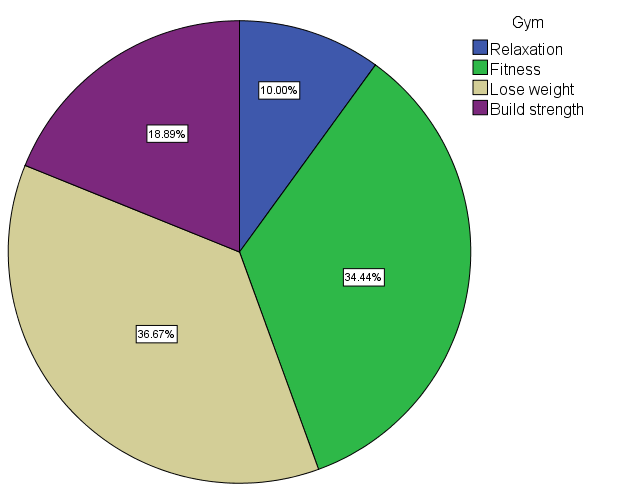 Gym
Relaxation
Fitness
Lose weight
Build strength
10.00%
18.89%
34.44%
36.67%